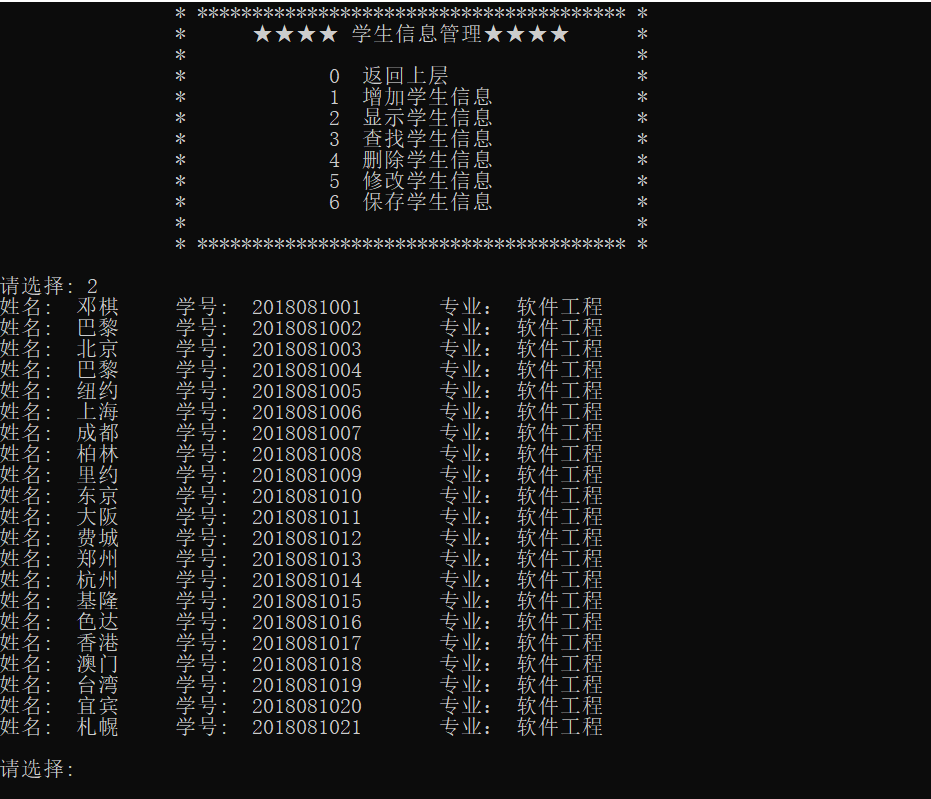 * *************************************** *
* ★★★★ 学生信息管理★★★★ *
* *
* 0 返回上层 *
* 1 增加学生信息 *
* 2 显示学生信息 *
* 3 查找学生信息 *
* 4 删除学生信息 *
* 5 修改学生信息 *
* 6 保存学生信息 *
* *
* *************************************** *
请选择: 2
姓名: 邓棋 学号: 2018081001 专业: 软件工程
姓名: 巴黎 学号: 2018081002 专业: 软件工程
姓名: 北京 学号: 2018081003 专业: 软件工程
姓名: 巴黎 学号: 2018081004 专业: 软件工程
姓名: 纽约 学号: 2018081005 专业: 软件工程
姓名: 上海 学号: 2018081006 专业: 软件工程
姓名: 成都 学号: 2018081007 专业: 软件工程
姓名: 柏林 学号: 2018081008 专业: 软件工程
姓名: 里约 学号: 2018081009 专业: 软件工程
姓名: 东京 学号: 2018081010 专业: 软件工程
姓名: 大阪 学号: 2018081011 专业: 软件工程
姓名: 费城 学号: 2018081012 专业: 软件工程
姓名: 郑州 学号: 2018081013 专业: 软件工程
姓名: 杭州 学号: 2018081014 专业: 软件工程
姓名: 基隆 学号: 2018081015 专业: 软件工程
姓名: 色达 学号: 2018081016 专业: 软件工程
姓名: 香港 学号: 2018081017 专业: 软件工程
姓名: 澳门 学号: 2018081018 专业: 软件工程
姓名: 台湾 学号: 2018081019 专业: 软件工程
姓名: 宜宾 学号: 2018081020 专业: 软件工程
姓名: 札幌 学号: 2018081021 专业: 软件工程
请选择: